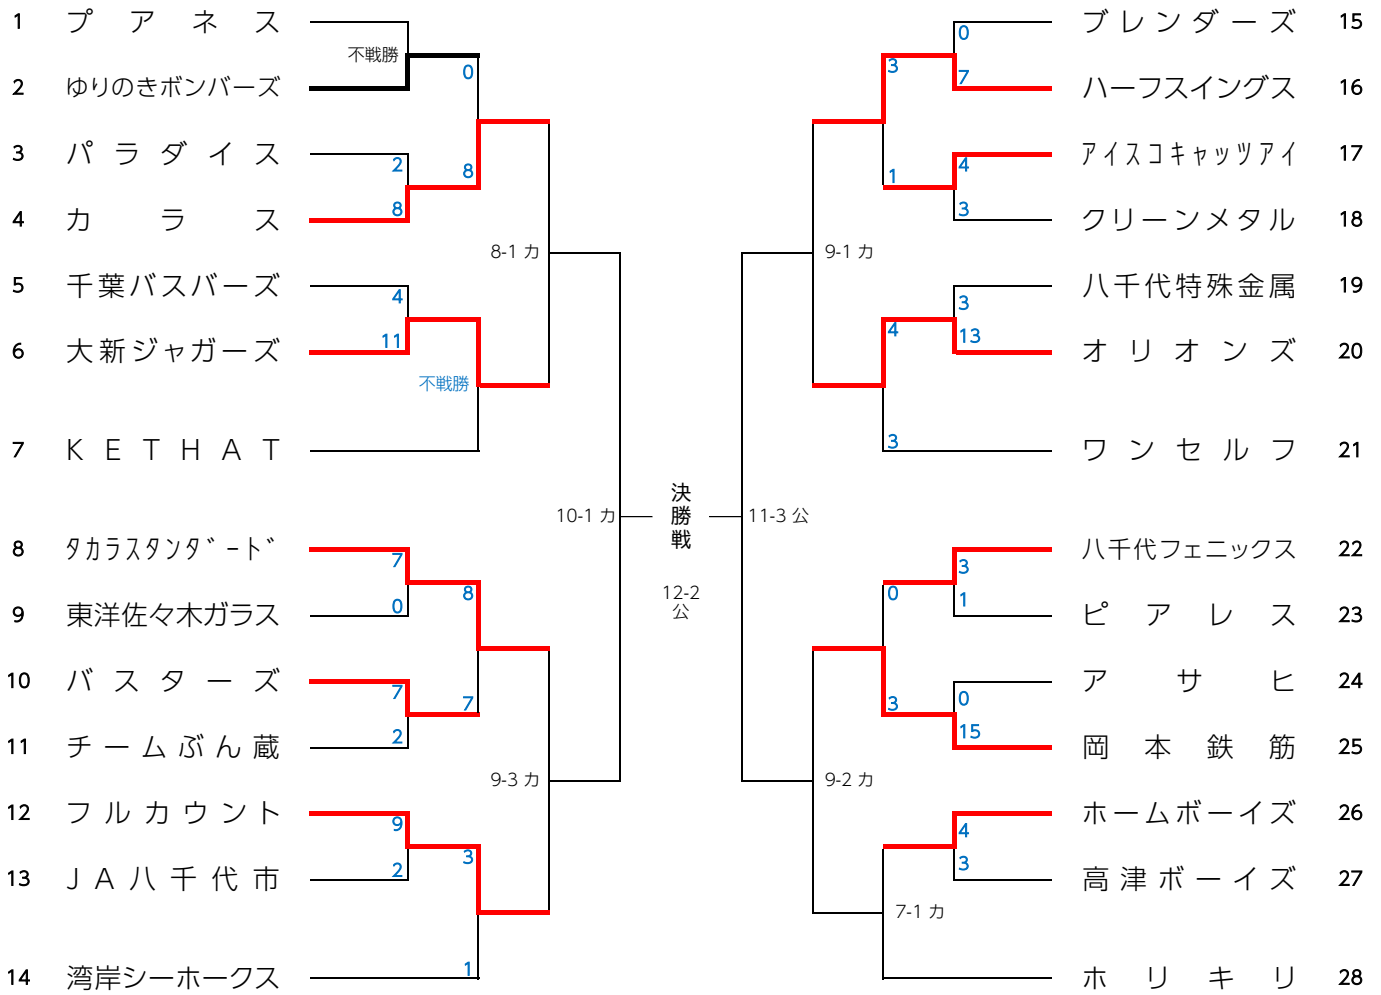 1 プアネス
不戦勝
2 ゆりのきボンバーズ
0
3 パラダイス
2
8
4 カラス
8
8-1 カ
5 千葉バスバーズ
4
6 大新ジャガーズ
11
不戦勝
7 KETHAT
10-1 カ
8 ﾀｶﾗｽﾀﾝﾀﾞｰﾄﾞ
7
8
9 東洋佐々木ガラス
0
10 バスターズ
7
7
11 チームぶん蔵
2
9-3 カ
12 フルカウント
9
3
13 JA八千代市
2
14 湾岸シーホークス
1
決勝戦
12-2
公
ブレンダーズ 15
0
3
7
ハーフスイングス 16
ｱｲｽｺｷｬｯﾂｱｲ 17
4
1
3
クリーンメタル 18
9-1 カ
八千代特殊金属 19
3
4
13
オリオンズ 20
3
ワンセルフ 21
11-3 公
八千代フェニックス 22
3
0
1
ピアレス 23
アサヒ 24
0
3
15
岡本鉄筋 25
9-2 カ
ホームボーイズ 26
4
3
高津ボーイズ 27
7-1 カ
ホリキリ 28